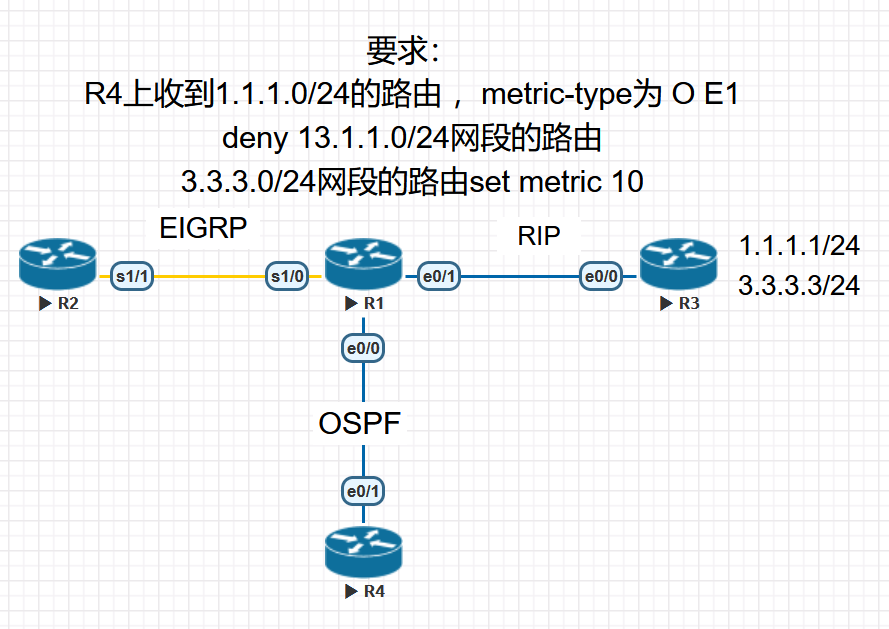 要求：
R4上收到1.1.1.0/24的路由 ，metric-type为 O E1
deny 13.1.1.0/24网段的路由
3.3.3.0/24网段的路由set metric 10
EIGRP
RIP
1.1.1.1/24
3.3.3.3/24
s1/1
s1/0
e0/1
e0/0
R2
R1
R3
e0/0
OSPF
e0/1
R4